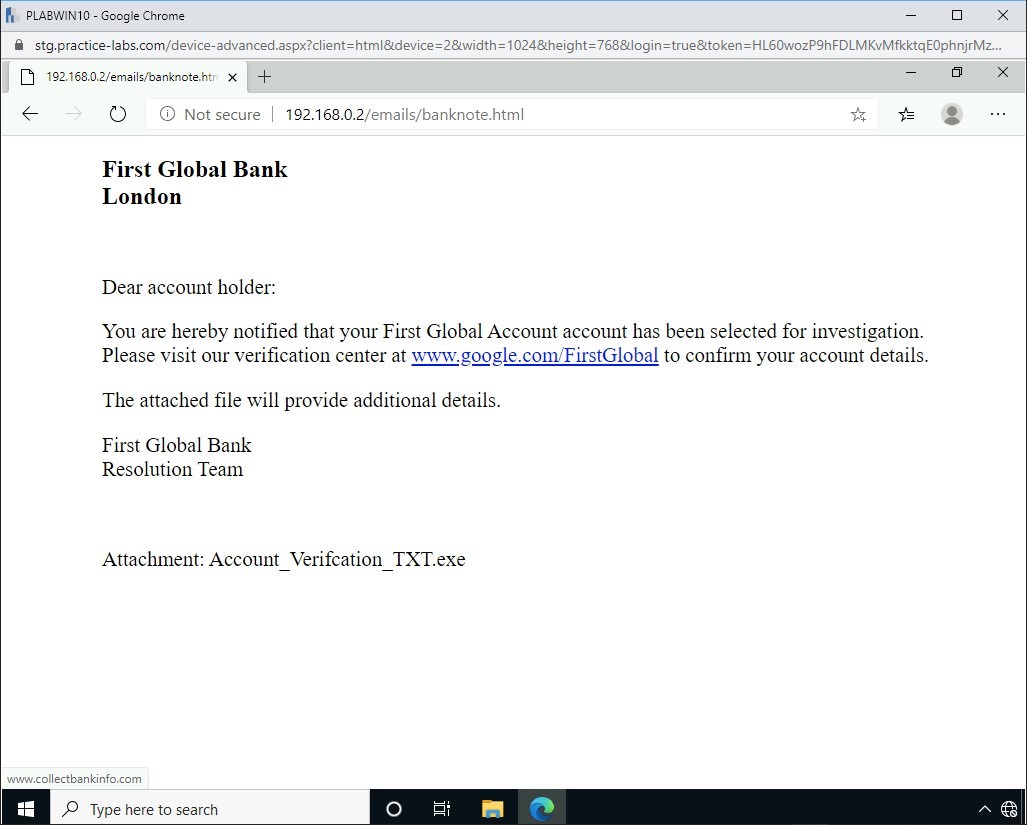 PLABWIN10 - Google Chrome
stg.practice-labs.com/device-advanced.aspx?client=html&device=2&width=1024&height=768&login=true&token=HL60wozP9hFDLMKvMfkktqE0phnjrMz...
192.168.0.2/emails/banknote.htm
Not secure 192.168.0.2/emails/banknote.html
First Global Bank
London
Dear account holder:
You are hereby notified that your First Global Account account has been selected for investigation.
Please visit our verification center at www.google.com/FirstGlobal to confirm your account details.
The attached file will provide additional details.
First Global Bank
Resolution Team
Attachment: Account_Verifcation_TXT.exe
www.collectbankinfo.com
Type here to search